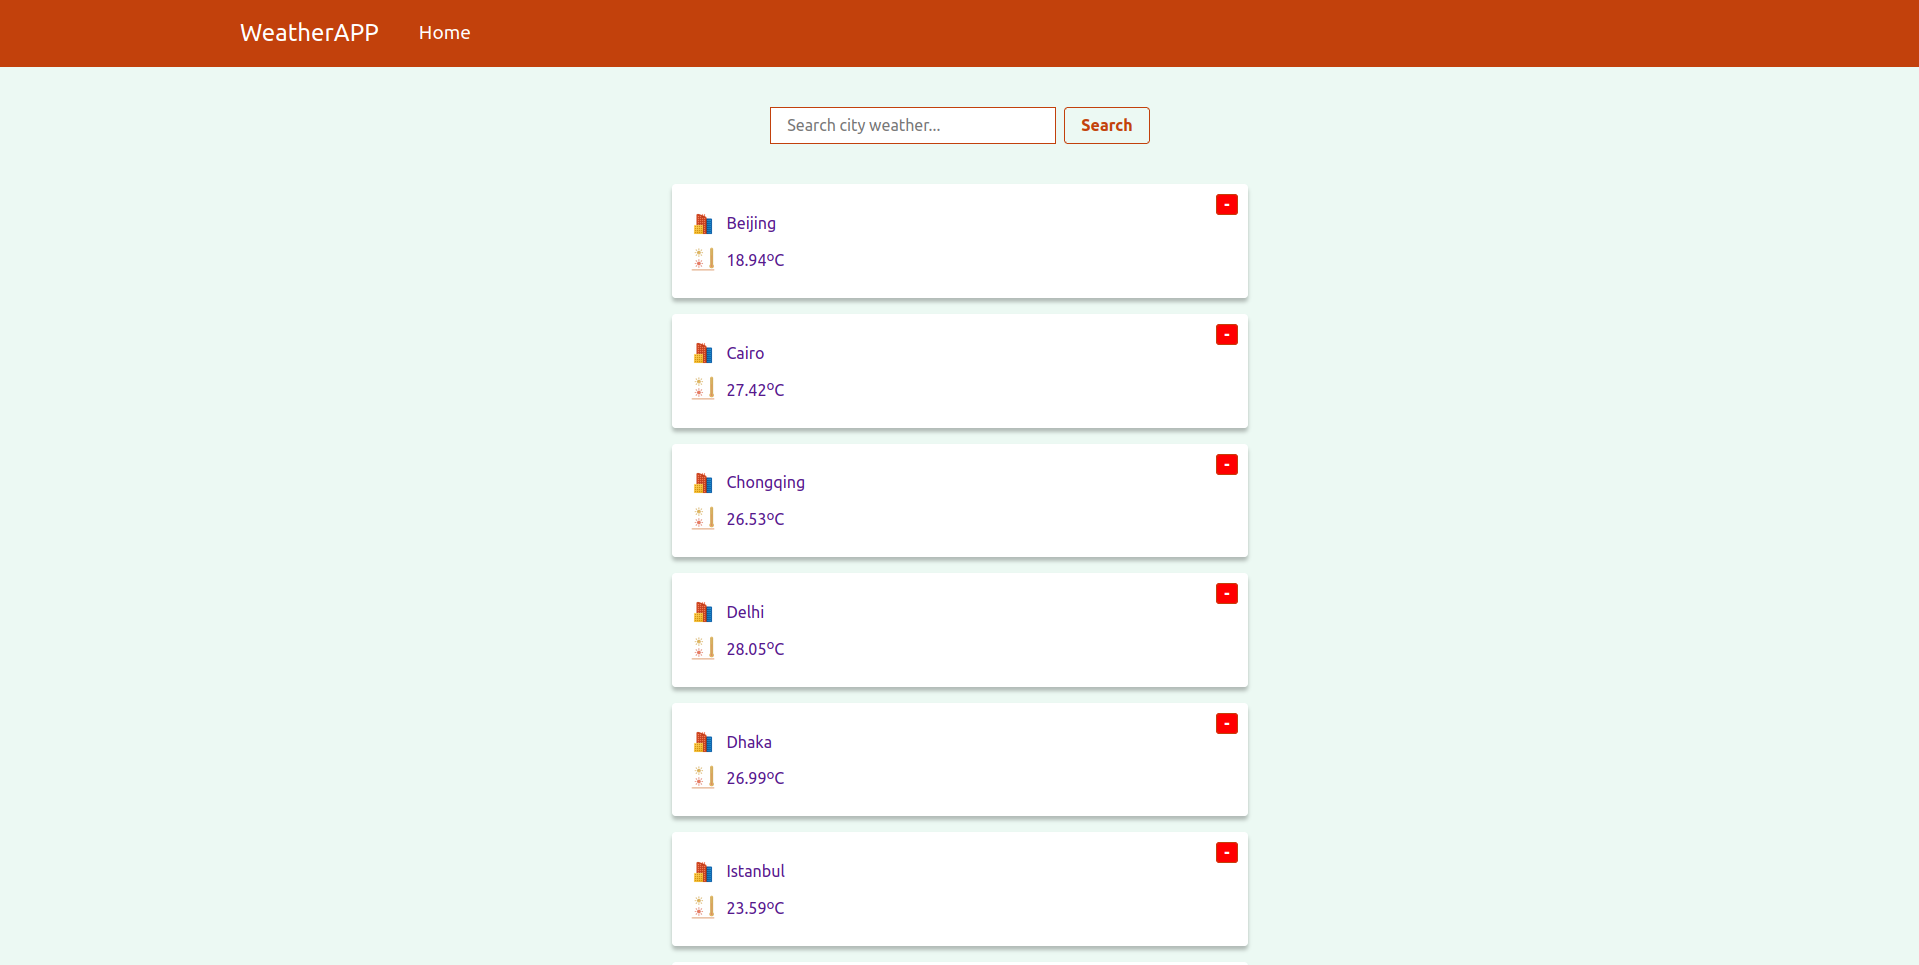 WeatherAPP Home
Search city weather... Search
-
Beijing
18.94ºC
-
Cairo
27.42ºC
-
Chongqing
26.53ºC
-
Delhi
28.05ºC
-
Dhaka
26.99ºC
-
Istanbul
23.59ºC